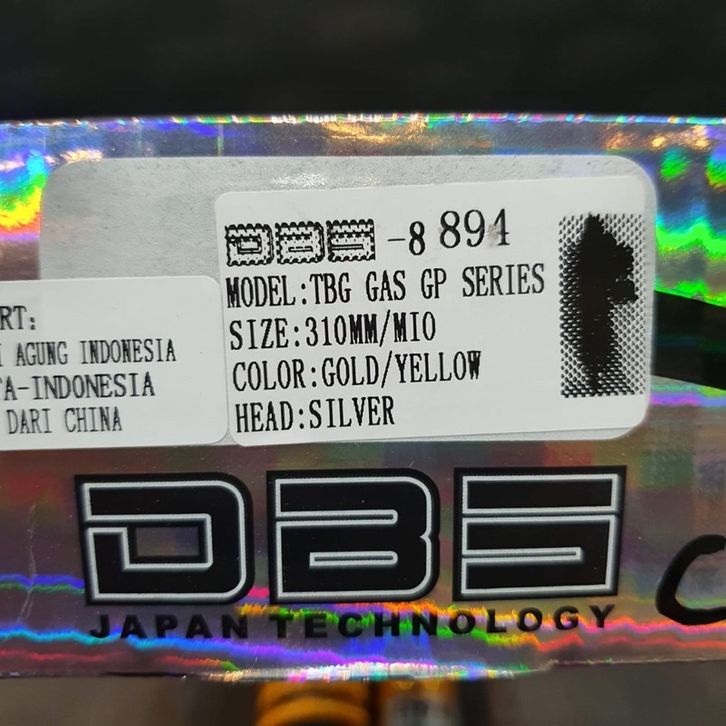 DBS -8 894
MODEL:TBG GAS GP SERIES
SIZE:310MM/MIO
COLOR:GOLD/YELLOW
HEAD:SILVER
RT:
AGUNG INDONESIA
TA-INDONESIA
DARI CHINA
DBS
JAPAN TECHNOLOGY